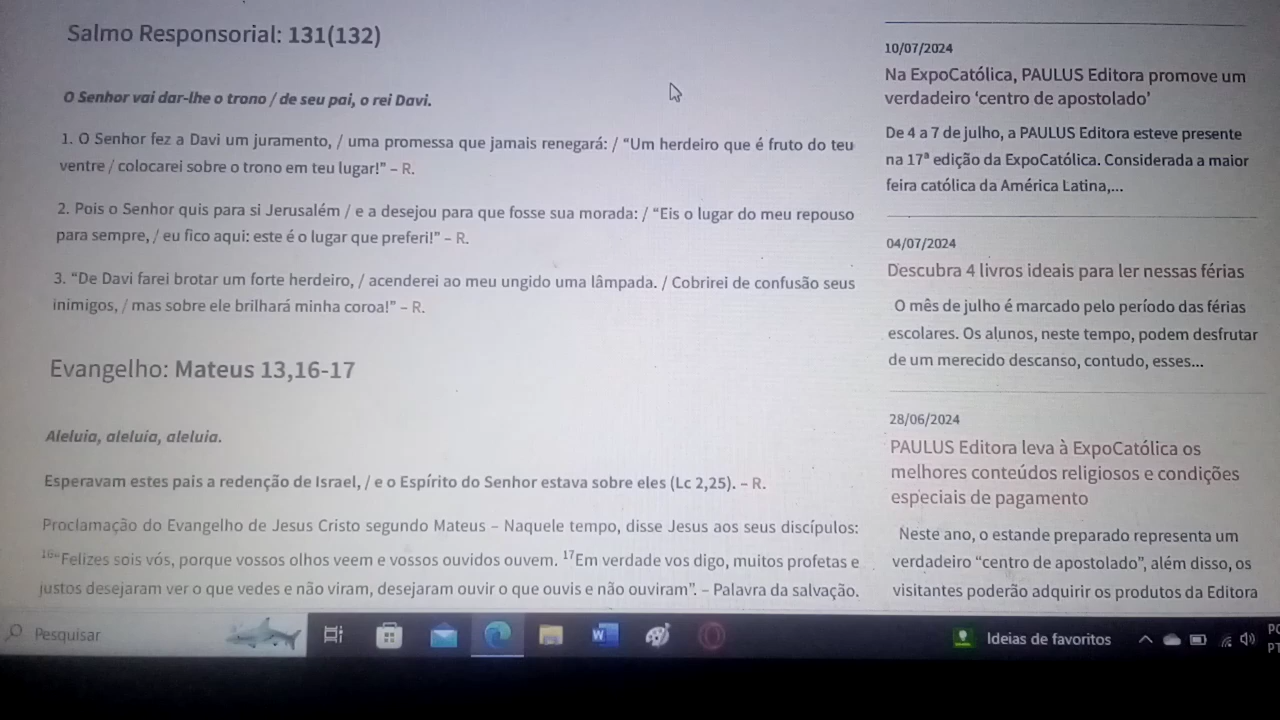 Salmo Responsorial: 131(132)
O Senhor vai dar-lhe o trono / de seu pai, o rei Davi.
1. O Senhor fez a Davi um juramento, / uma promessa que jamais renegará: / “Um herdeiro que é fruto do teu
ventre / colocarei sobre o trono em teu lugar!” – R.
2. Pois o Senhor quis para si Jerusalém / e a desejou para que fosse sua morada: / “Eis o lugar do meu repouso
para sempre, / eu fico aqui: este é o lugar que preferi!” – R.
3. “De Davi farei brotar um forte herdeiro, / acenderei ao meu ungido uma lâmpada. / Cobrirei de confusão seus
inimigos, / mas sobre ele brilhará minha coroa!” – R.
Evangelho: Mateus 13,16-17
Aleluia, aleluia, aleluia.
Esperavam estes pais a redenção de Israel, / e o Espírito do Senhor estava sobre eles (Lc 2,25). – R.
Proclamação do Evangelho de Jesus Cristo segundo Mateus – Naquele tempo, disse Jesus aos seus discípulos:
16“Felizes sois vós, porque vossos olhos veem e vossos ouvidos ouvem. 17Em verdade vos digo, muitos profetas e
justos desejaram ver o que vedes e não viram, desejaram ouvir o que ouvis e não ouviram”. – Palavra da salvação.
10/07/2024
Na ExpoCatólica, PAULUS Editora promove um
verdadeiro ‘centro de apostolado’
De 4 a 7 de julho, a PAULUS Editora esteve presente
na 17ª edição da ExpoCatólica. Considerada a maior
feira católica da América Latina,...
04/07/2024
Descubra 4 livros ideais para ler nessas férias
O mês de julho é marcado pelo período das férias
escolares. Os alunos, neste tempo, podem desfrutar
de um merecido descanso, contudo, esses...
28/06/2024
PAULUS Editora leva à ExpoCatólica os
melhores conteúdos religiosos e condições
especiais de pagamento
Neste ano, o estande preparado representa um
verdadeiro “centro de apostolado”, além disso, os
visitantes poderão adquirir os produtos da Editora
Pesquisar
W
Ideias de favoritos